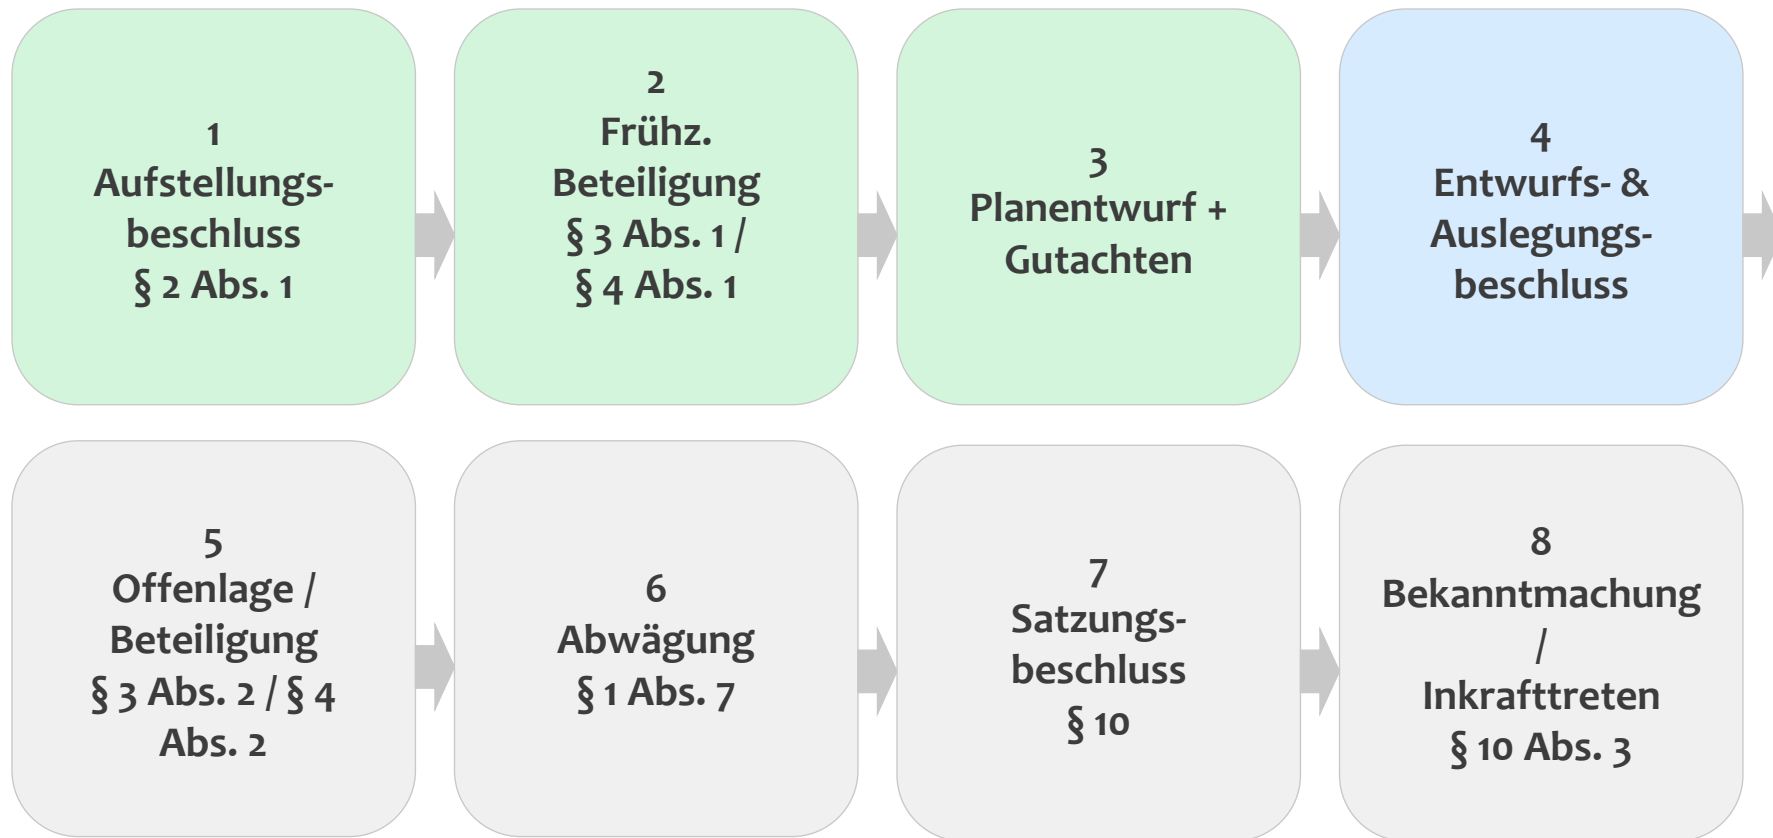 1
Aufstellungs-
beschluss
§ 2 Abs. 1
2
Frühz.
Beteiligung
§ 3 Abs. 1 /
§ 4 Abs. 1
3
Planentwurf +
Gutachten
4
Entwurfs- &
Auslegungs-
beschluss
5
Offenlage /
Beteiligung
§ 3 Abs. 2 / § 4
Abs. 2
6
Abwägung
§ 1 Abs. 7
7
Satzungs-
beschluss
§ 10
8
Bekanntmachung
/
Inkrafttreten
§ 10 Abs. 3